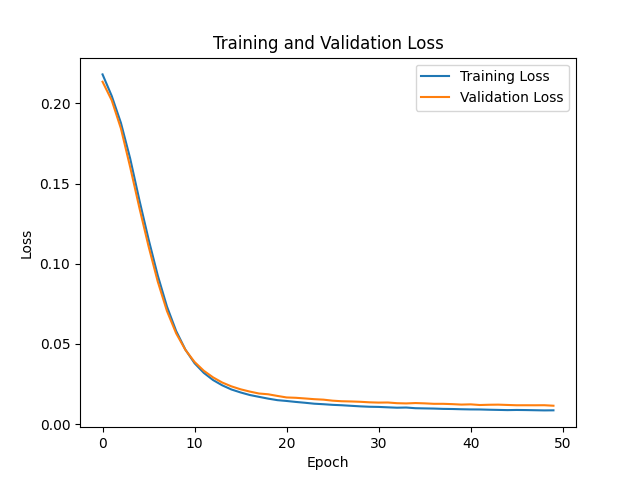 Training and Validation Loss
Training Loss
Validation Loss
0.20
0.15
0.10
0.05
0.00
Loss
0 10 20 30 40 50
Epoch